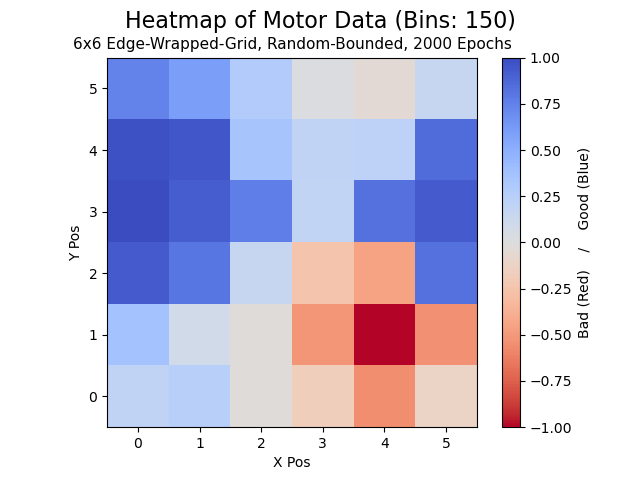 Heatmap of Motor Data (Bins: 150)
6x6 Edge-Wrapped-Grid, Random-Bounded, 2000 Epochs
Y Pos
5
4
3
2
1
0
0 1 2 3 4 5
X Pos
1.00
0.75
0.50
0.25
0.00
−0.25
−0.50
−0.75
−1.00
Bad (Red) / Good (Blue)